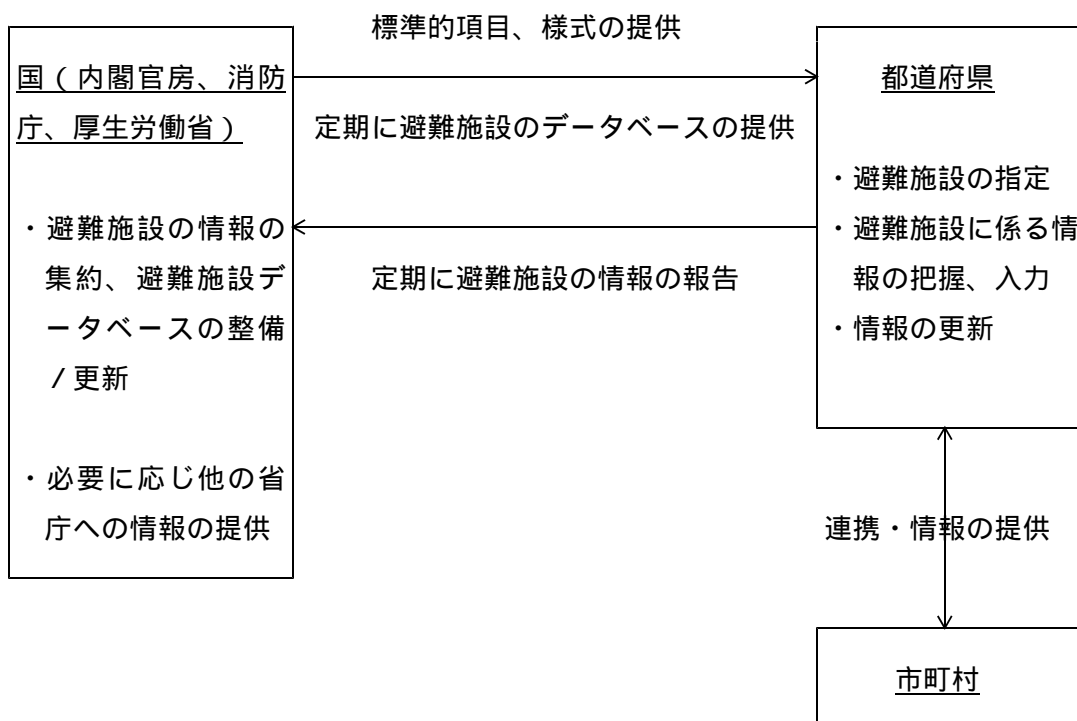 標準的項目、様式の提供
国（内閣官房、消防
庁、厚生労働省）
・避難施設の情報の
集約、避難施設デ
ータベースの整備
／更新
・必要に応じ他の省
庁への情報の提供
定期に避難施設のデータベースの提供
定期に避難施設の情報の報告
都道府県
・避難施設の指定
・避難施設に係る情
報の把握、入力
・情報の更新
連携・情報の提供
市町村